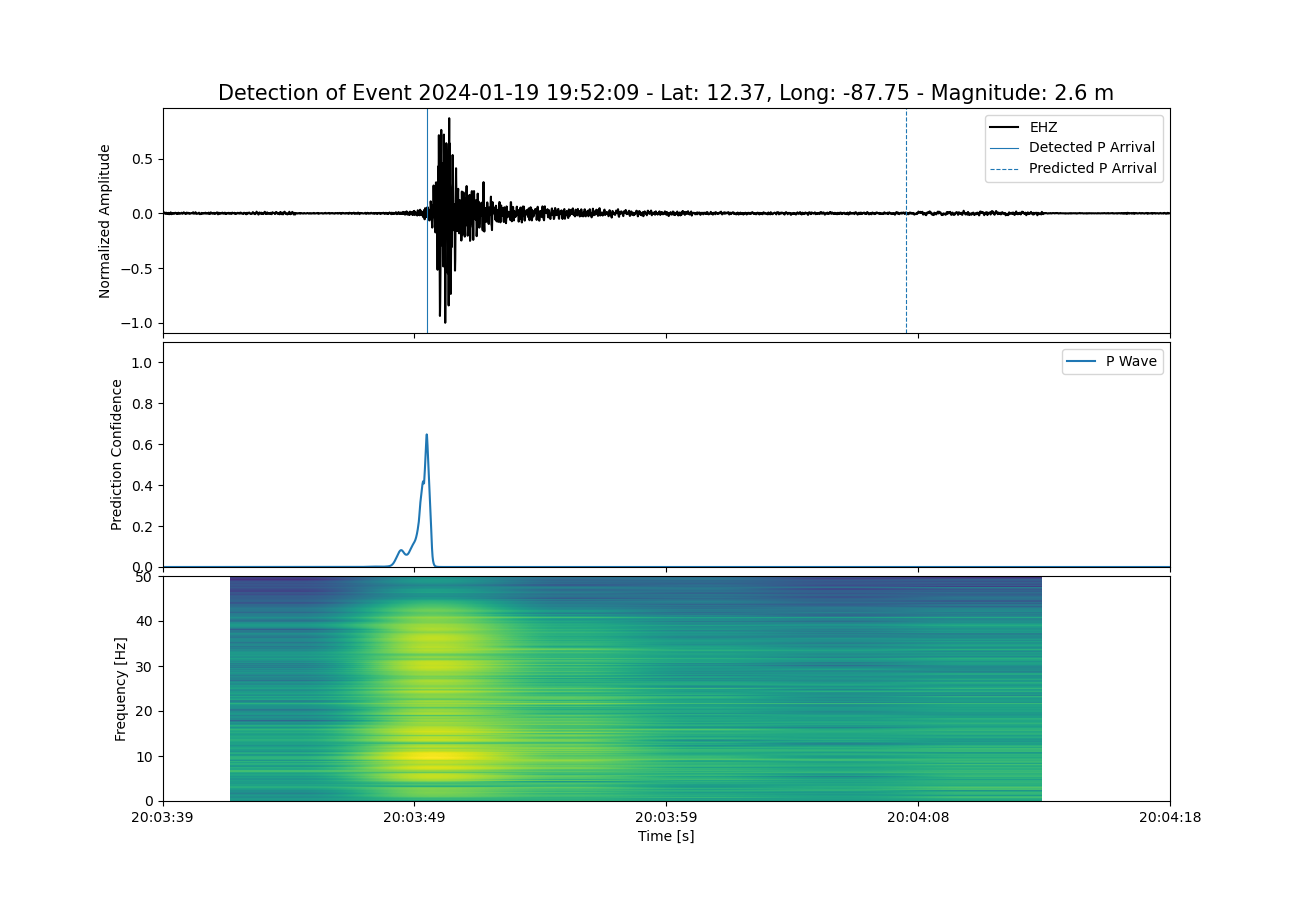 Detection of Event 2024-01-19 19:52:09 - Lat: 12.37, Long: -87.75 - Magnitude: 2.6 m
EHZ
Detected P Arrival
Predicted P Arrival
Normalized Amplitude
0.5
0.0
−0.5
−1.0
P Wave
Prediction Confidence
1.0
0.8
0.6
0.4
0.2
0.0
Frequency [Hz]
50
40
30
20
10
0
20:03:39 20:03:49 20:03:59 20:04:08 20:04:18
Time [s]